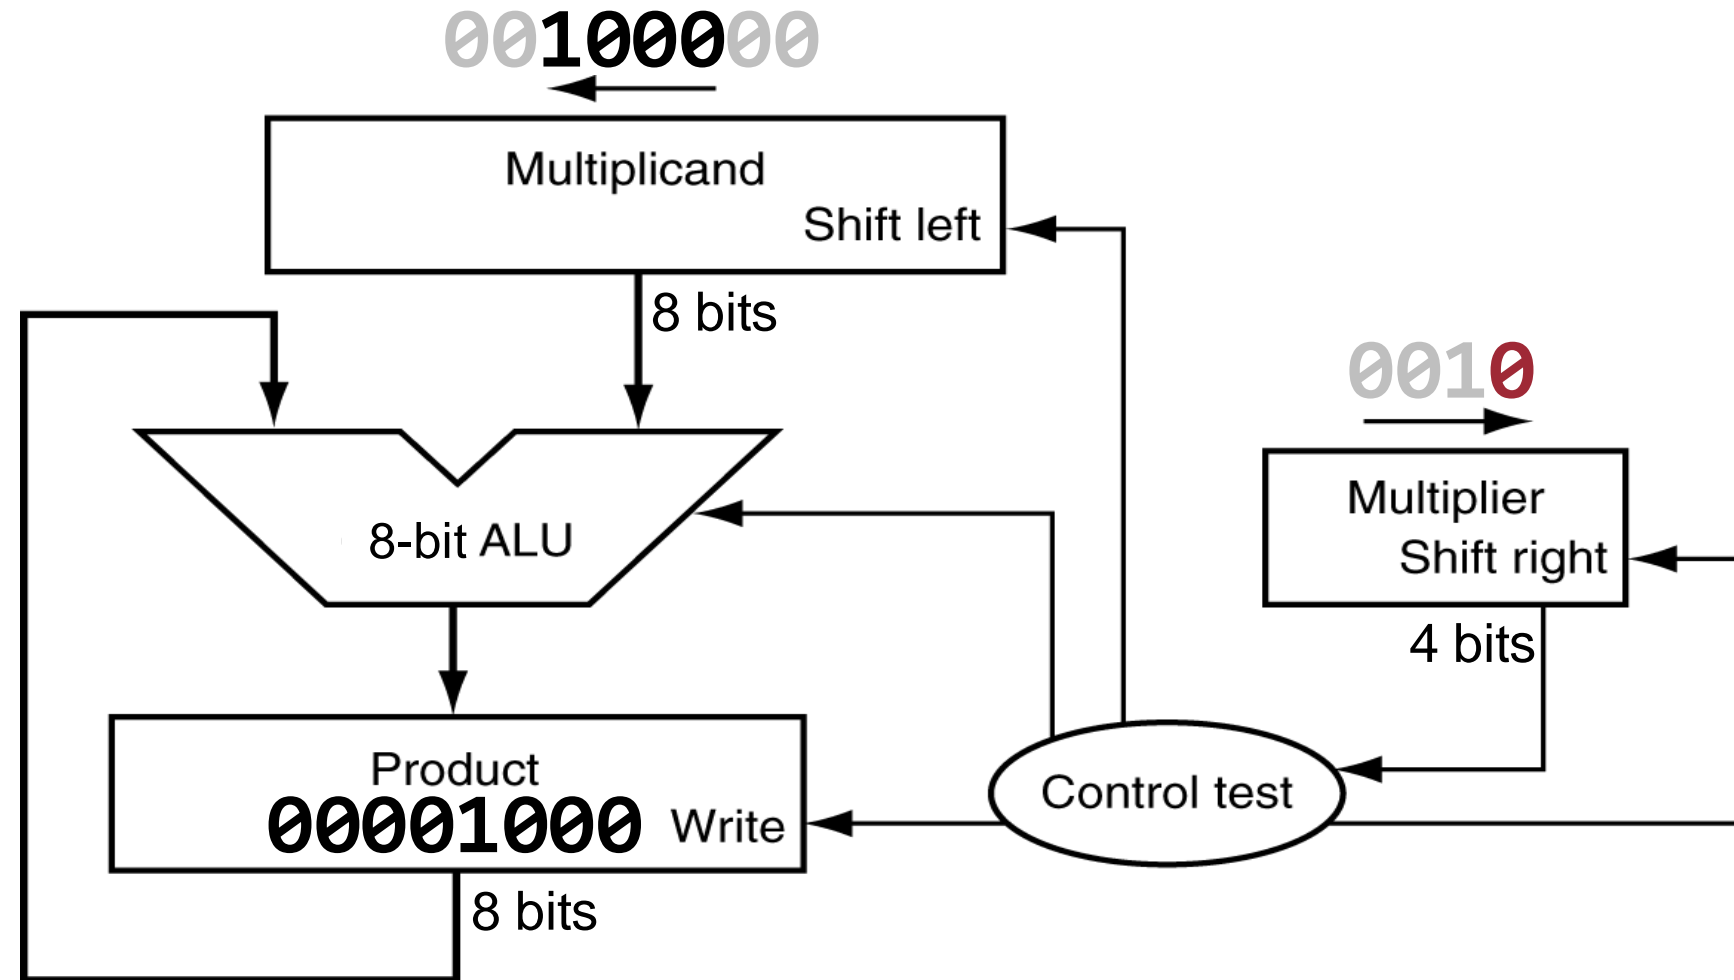 00100000
Multiplicand
Shift left
8 bits
0010
Multiplier
Shift right
4 bits
8-bit ALU
Product
00001000 Write
Control test
8 bits